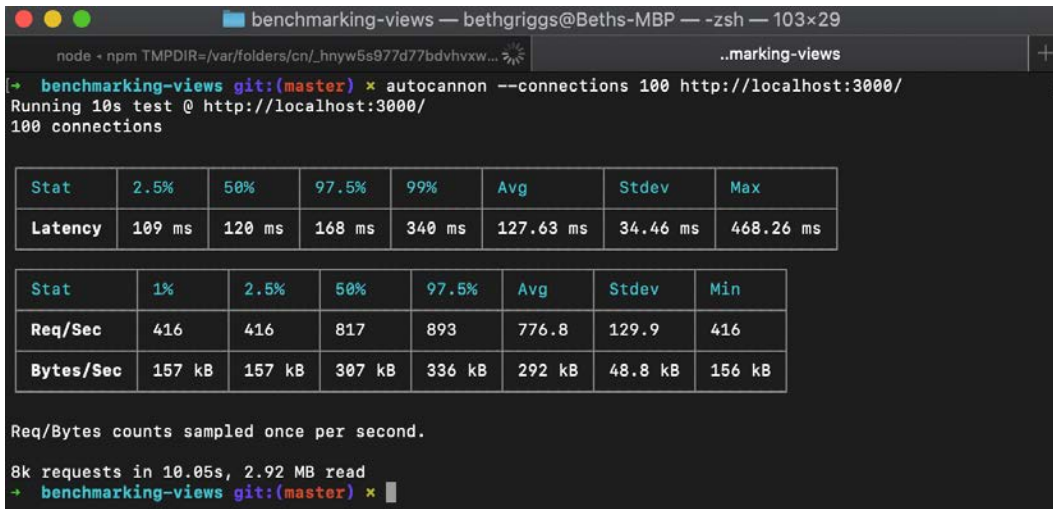 benchmarking-views — bethgriggs@Beths-MBP — -zsh — 103×29
node ◂ npm TMPDIR=/var/folders/cn/_hnyw5s977d77bdvhvxw... ..marking-views +
[→ benchmarking-views git:(master) × autocannon --connections 100 http://localhost:3000/
Running 10s test @ http://localhost:3000/
100 connections
Stat 2.5% 50% 97.5% 99% Avg Stdev Max
Latency 109 ms 120 ms 168 ms 340 ms 127.63 ms 34.46 ms 468.26 ms
Stat 1% 2.5% 50% 97.5% Avg Stdev Min
Req/Sec 416 416 817 893 776.8 129.9 416
Bytes/Sec 157 kB 157 kB 307 kB 336 kB 292 kB 48.8 kB 156 kB
Req/Bytes counts sampled once per second.
8k requests in 10.05s, 2.92 MB read
→ benchmarking-views git:(master) ×